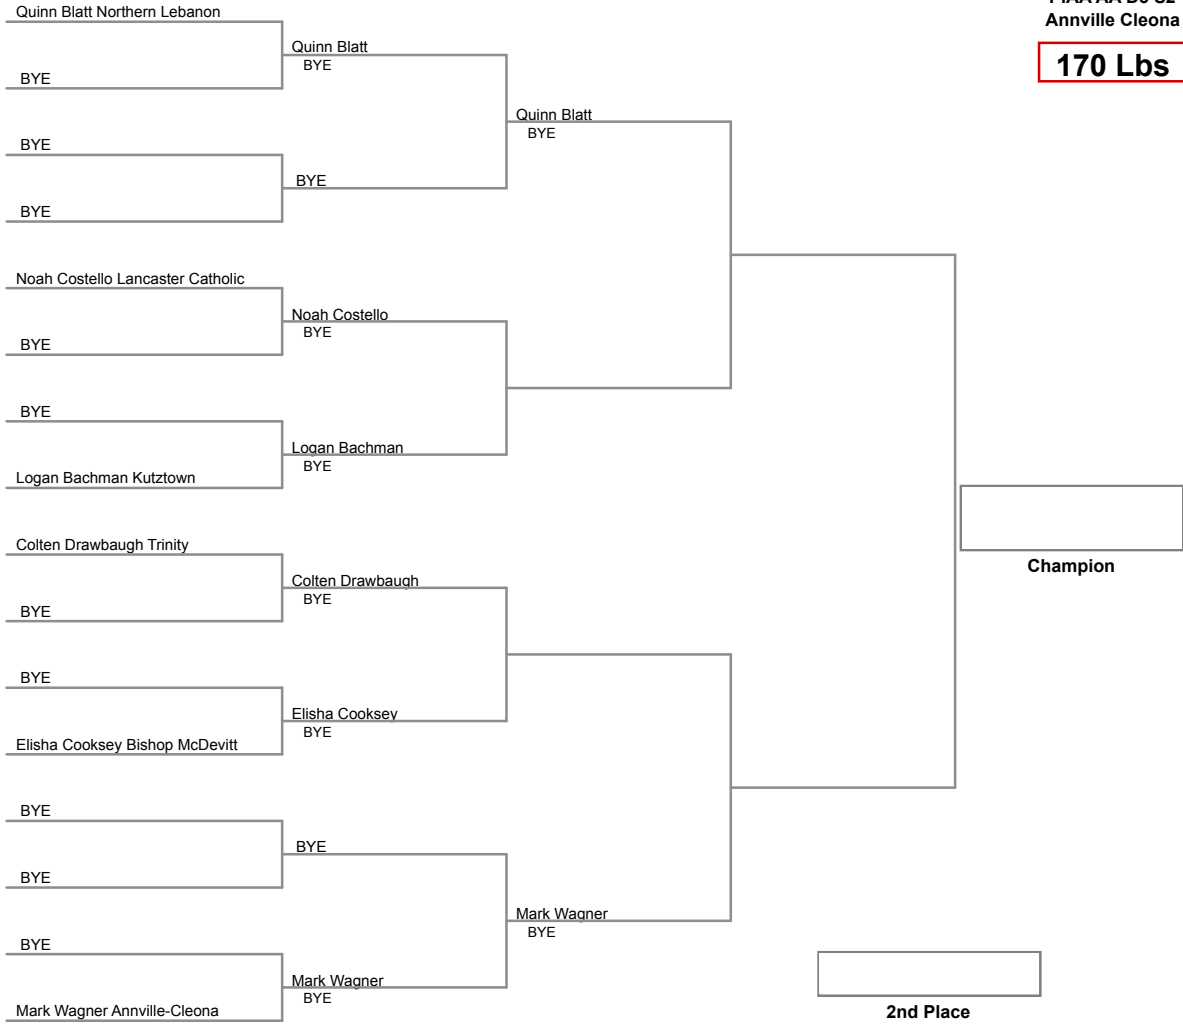 Annville Cleona
170 Lbs
Quinn Blatt Northern Lebanon
Quinn Blatt
BYE
BYE
Quinn Blatt
BYE
BYE
BYE
BYE
Noah Costello Lancaster Catholic
Noah Costello
BYE
BYE
BYE
Logan Bachman
BYE
Logan Bachman Kutztown
Colten Drawbaugh Trinity
Colten Drawbaugh
BYE
BYE
BYE
Elisha Cooksey
BYE
Elisha Cooksey Bishop McDevitt
BYE
BYE
BYE
Mark Wagner
BYE
BYE
Mark Wagner
BYE
Mark Wagner Annville-Cleona
Champion
2nd Place